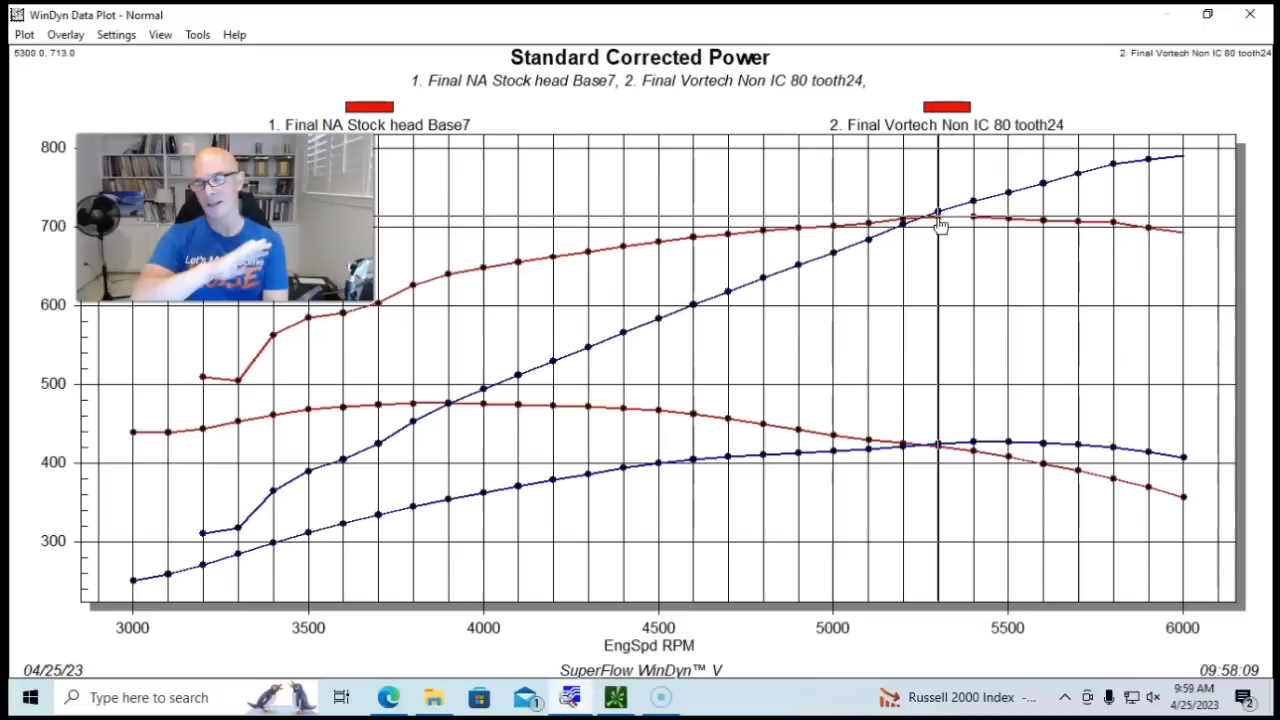 WinDyn Data Plot - Normal
Plot Overlay Settings View Tools Help
5300.0, 713.0
2. Final Vortech Non IC 80 tooth24
Standard Corrected Power
1. Final NA Stock head Base7, 2. Final Vortech Non IC 80 tooth24,
1. Final NA Stock head Base7
2. Final Vortech Non IC 80 tooth24
800
700
600
500
400
300
Let's M
3000 3500 4000 4500 5000 5500 6000
EngSpd RPM
04/25/23
SuperFlow WinDyn™ V
09:58:09
Type here to search
1
Russell 2000 Index -...
9:59 AM
4/25/2023
2